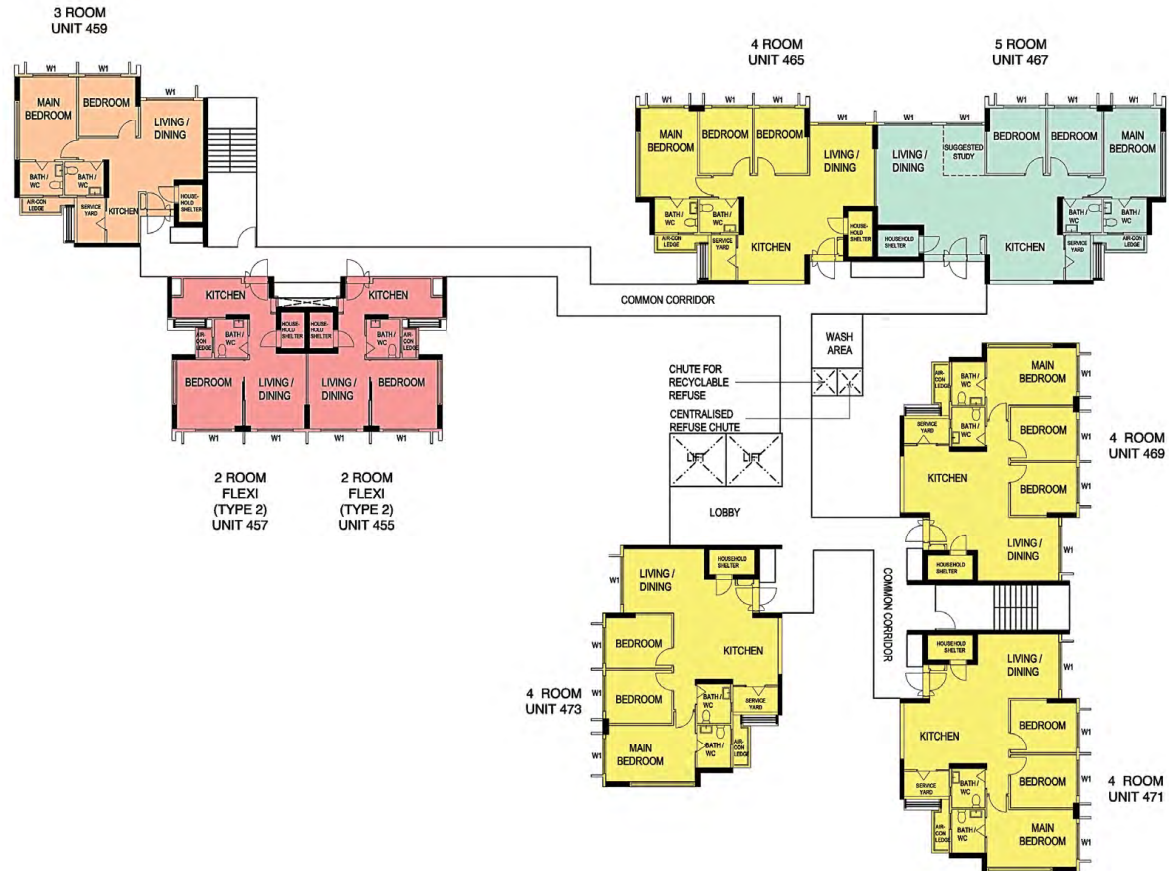 3 ROOM
UNIT 459
W1
W1
MAIN
BEDROOM
BEDROOM
W1
LIVING /
DINING
BATH /
WC
BATH /
WC
AIR-CON
LEDGE
SERVICE
YARD
KITCHEN
HOUSE-
HOLD
SHELTER
4 ROOM
UNIT 465
W1
W1
W1
W1
MAIN
BEDROOM
BEDROOM
BEDROOM
LIVING /
DINING
BATH /
WC
BATH /
WC
AIR-CON
LEDGE
SERVICE
YARD
KITCHEN
HOUSE-
HOLD
SHELTER
5 ROOM
UNIT 467
W1
W1
W1
W1
W1
LIVING /
DINING
SUGGESTED
STUDY
BEDROOM
BEDROOM
MAIN
BEDROOM
HOUSEHOLD
SHELTER
KITCHEN
BATH /
WC
BATH /
WC
SERVICE
YARD
AIR-CON
LEDGE
COMMON CORRIDOR
KITCHEN
KITCHEN
AIR-
CON
LEDGE
BATH /
WC
HOUSE-
HOLD
SHELTER
HOUSE-
HOLD
SHELTER
BATH /
WC
AIR-
CON
LEDGE
BEDROOM
LIVING /
DINING
LIVING /
DINING
BEDROOM
W1
W1
W1
W1
2 ROOM
FLEXI
(TYPE 2)
UNIT 457
2 ROOM
FLEXI
(TYPE 2)
UNIT 455
WASH
AREA
CHUTE FOR
RECYCLABLE
REFUSE
CENTRALISED
REFUSE CHUTE
LIFT
LIFT
LOBBY
AIR-
CON
LEDGE
BATH /
WC
MAIN
BEDROOM
W1
SERVICE
YARD
BATH /
WC
BEDROOM
W1
KITCHEN
BEDROOM
W1
LIVING /
DINING
W1
HOUSEHOLD
SHELTER
4 ROOM
UNIT 469
COMMON CORRIDOR
W1
LIVING /
DINING
HOUSEHOLD
SHELTER
W1
BEDROOM
KITCHEN
W1
BEDROOM
BATH /
WC
SERVICE
YARD
W1
MAIN
BEDROOM
BATH /
WC
AIR-
CON
LEDGE
4 ROOM
UNIT 473
HOUSEHOLD
SHELTER
LIVING /
DINING
W1
KITCHEN
BEDROOM
W1
SERVICE
YARD
BATH /
WC
BEDROOM
W1
AIR-
CON
LEDGE
BATH /
WC
MAIN
BEDROOM
W1
4 ROOM
UNIT 471